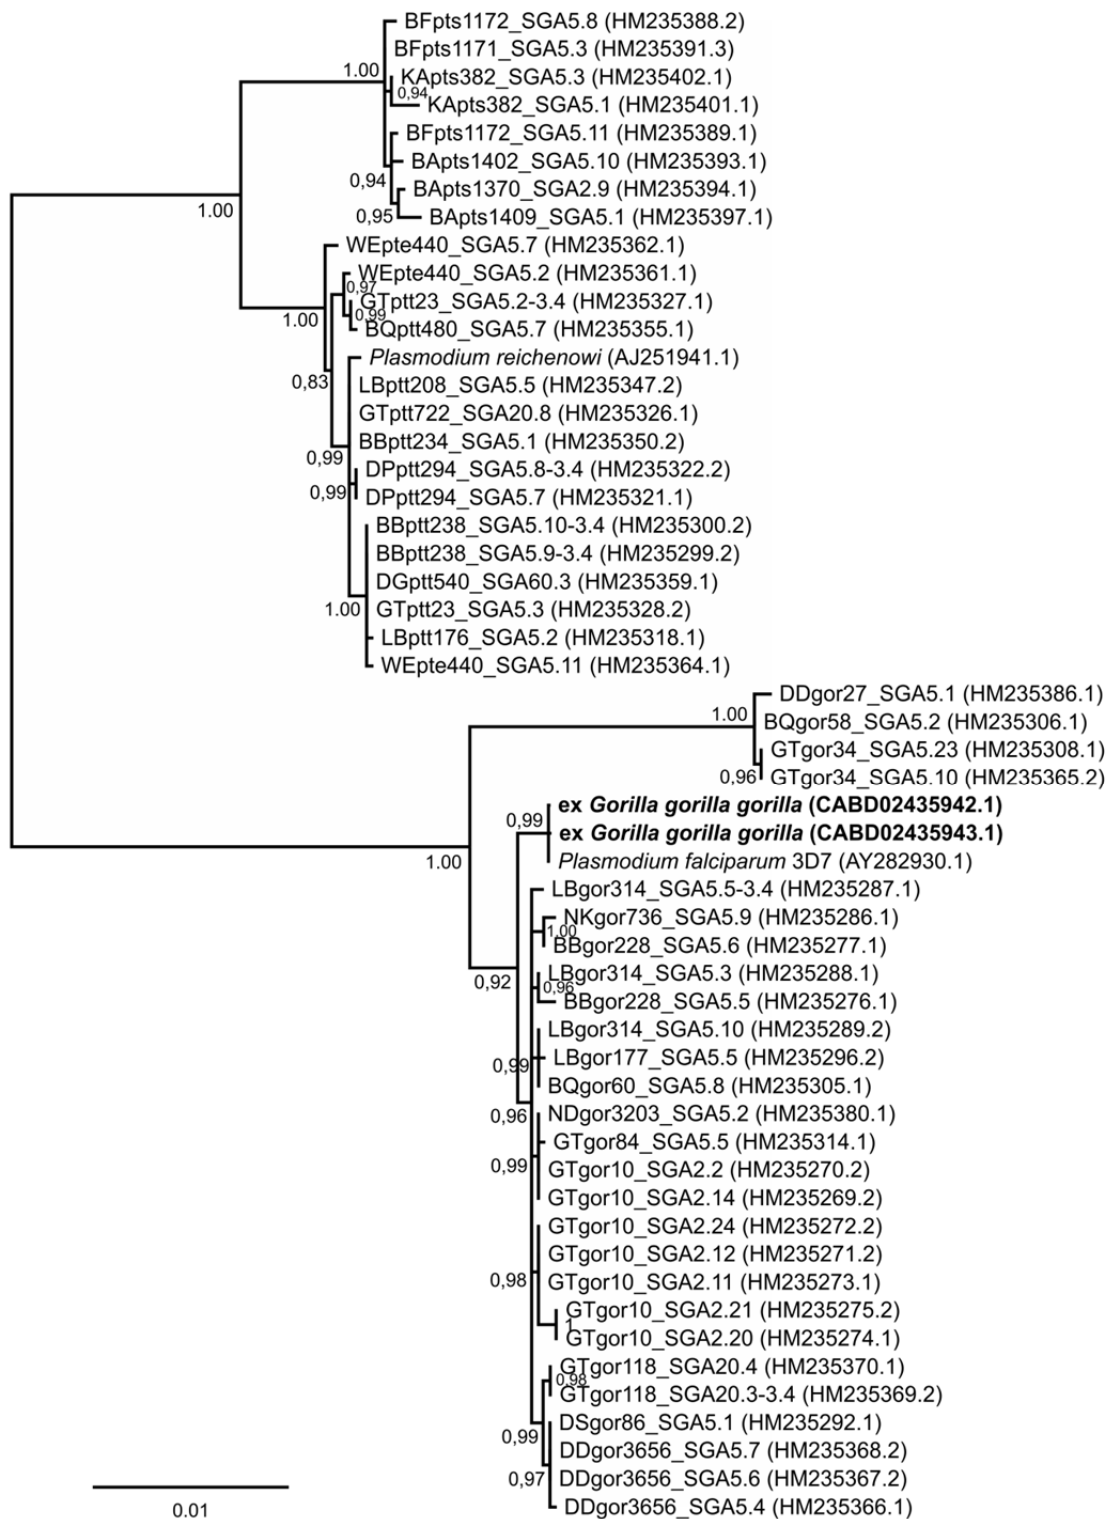 BFpts1172_SGA5.8 (HM235388.2)
BFpts1171_SGA5.3 (HM235391.3)
1.00
KApts382_SGA5.3 (HM235402.1)
0,94
KApts382_SGA5.1 (HM235401.1)
BFpts1172_SGA5.11 (HM235389.1)
BApts1402_SGA5.10 (HM235393.1)
0,94
BApts1370_SGA2.9 (HM235394.1)
1.00
0,95
BApts1409_SGA5.1 (HM235397.1)
WEpte440_SGA5.7 (HM235362.1)
WEpte440_SGA5.2 (HM235361.1)
0,97
GTptt23_SGA5.2-3.4 (HM235327.1)
1.00
0,99
BQptt480_SGA5.7 (HM235355.1)
Plasmodium reichenowi (AJ251941.1)
0,83
LBptt208_SGA5.5 (HM235347.2)
GTptt722_SGA20.8 (HM235326.1)
BBptt234_SGA5.1 (HM235350.2)
0,99
DPptt294_SGA5.8-3.4 (HM235322.2)
0,99
DPptt294_SGA5.7 (HM235321.1)
BBptt238_SGA5.10-3.4 (HM235300.2)
BBptt238_SGA5.9-3.4 (HM235299.2)
DGptt540_SGA60.3 (HM235359.1)
1.00
GTptt23_SGA5.3 (HM235328.2)
LBptt176_SGA5.2 (HM235318.1)
WEpte440_SGA5.11 (HM235364.1)
DDgor27_SGA5.1 (HM235386.1)
1.00
BQgor58_SGA5.2 (HM235306.1)
GTgor34_SGA5.23 (HM235308.1)
0,96
GTgor34_SGA5.10 (HM235365.2)
ex Gorilla gorilla gorilla (CABD02435942.1)
0,99
ex Gorilla gorilla gorilla (CABD02435943.1)
1.00
Plasmodium falciparum 3D7 (AY282930.1)
LBgor314_SGA5.5-3.4 (HM235287.1)
NKgor736_SGA5.9 (HM235286.1)
1,00
BBgor228_SGA5.6 (HM235277.1)
0,92
LBgor314_SGA5.3 (HM235288.1)
0,96
BBgor228_SGA5.5 (HM235276.1)
LBgor314_SGA5.10 (HM235289.2)
0,99
LBgor177_SGA5.5 (HM235296.2)
BQgor60_SGA5.8 (HM235305.1)
0,96
NDgor3203_SGA5.2 (HM235380.1)
GTgor84_SGA5.5 (HM235314.1)
0,99
GTgor10_SGA2.2 (HM235270.2)
GTgor10_SGA2.14 (HM235269.2)
GTgor10_SGA2.24 (HM235272.2)
GTgor10_SGA2.12 (HM235271.2)
0,98
GTgor10_SGA2.11 (HM235273.1)
GTgor10_SGA2.21 (HM235275.2)
1
GTgor10_SGA2.20 (HM235274.1)
GTgor118_SGA20.4 (HM235370.1)
0,98
GTgor118_SGA20.3-3.4 (HM235369.2)
DSgor86_SGA5.1 (HM235292.1)
0,99
DDgor3656_SGA5.7 (HM235368.2)
0,97
DDgor3656_SGA5.6 (HM235367.2)
DDgor3656_SGA5.4 (HM235366.1)
0.01